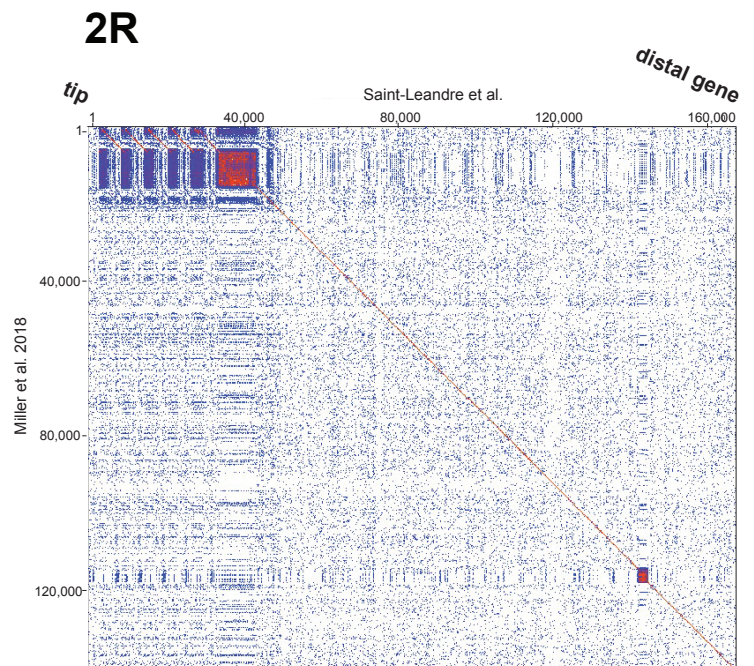 2R
tip
Saint-Leandre et al.
distal gene
1 40,000 80,000 120,000 160,000
1
40,000
80,000
120,000
Miller et al. 2018